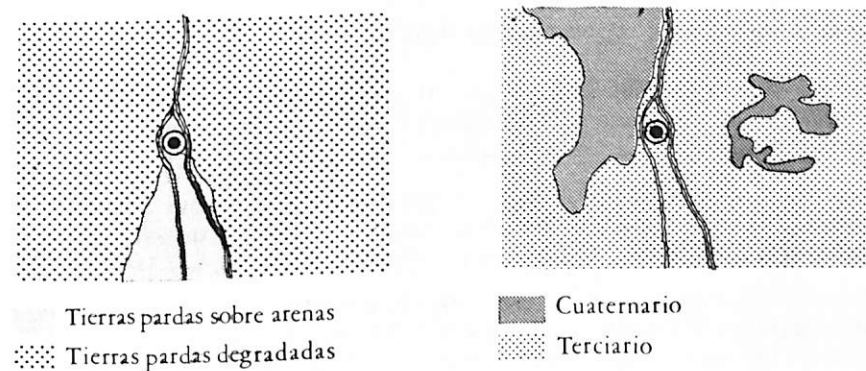 Tierras pardas sobre arenas
Tierras pardas degradadas
Cuaternario
Terciario